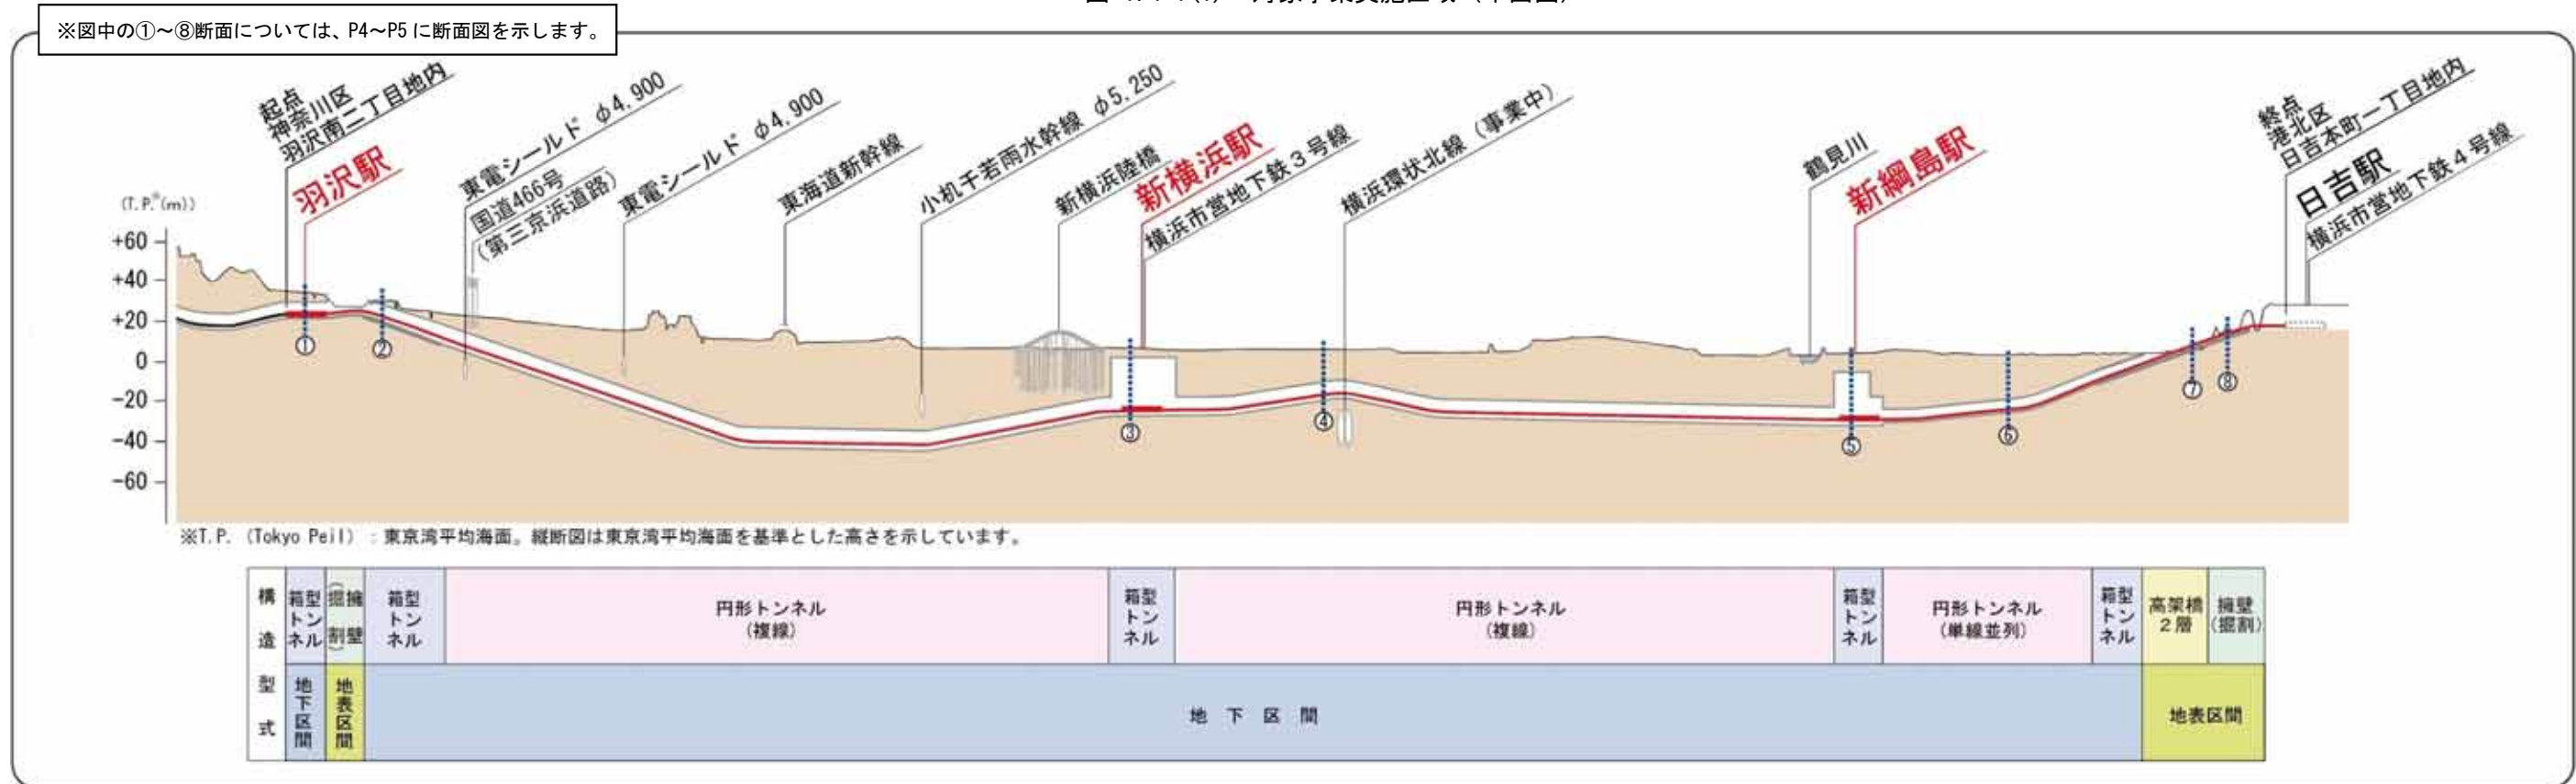 ※図中の①～⑧断面については、P4～P5 に断面図を示します。
起点
神奈川区
羽沢南二丁目地内
羽沢駅
東電シールド φ4,900
国道466号
(第三京浜道路)
東電シールド φ4,900
東海道新幹線
小机千若雨水幹線 φ5,250
新横浜陸橋
新横浜駅
横浜市営地下鉄3号線
横浜環状北線（事業中）
鶴見川
新綱島駅
終点
港北区
日吉本町一丁目地内
日吉駅
横浜市営地下鉄4号線
(T.P.※(m))
+60
+40
+20
0
-20
-40
-60
①
②
③
④
⑤
⑥
⑦
⑧
※T.P.（Tokyo Peil）：東京湾平均海面。縦断図は東京湾平均海面を基準とした高さを示しています。
構造型式
箱型トンネル
擁壁(掘割)
箱型トンネル
円形トンネル
(複線)
箱型トンネル
円形トンネル
(複線)
箱型トンネル
円形トンネル
(単線並列)
箱型トンネル
高架橋
2層
擁壁
(掘割)
地下区間
地表区間
地下区間
地表区間